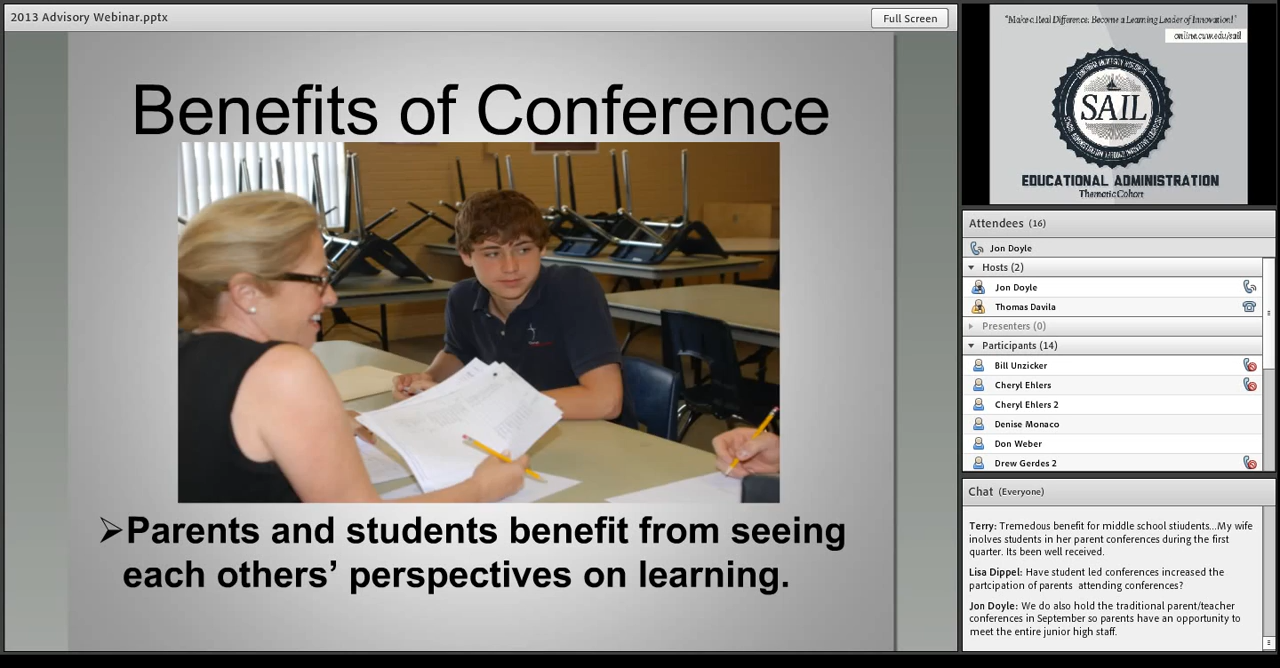 2013 Advisory Webinar.pptx
Full Screen
Benefits of Conference
➢Parents and students benefit from seeing
each others’ perspectives on learning.
"Make a Real Difference: Become a Learning Leader of Innovation!"
online.cuw.edu/sail
SAIL
EDUCATIONAL ADMINISTRATION
Thematic Cohort
Attendees (16)
Jon Doyle
Hosts (2)
Jon Doyle
Thomas Davila
Presenters (0)
Participants (14)
Bill Unzicker
Cheryl Ehlers
Cheryl Ehlers 2
Denise Monaco
Don Weber
Drew Gerdes 2
Chat (Everyone)
Terry: Tremedous benefit for middle school stiudents...My wife
inolves students in her parent conferences during the first
quarter. Its been well received.
Lisa Dippel: Have student led conferences increased the
partcipation of parents attending conferences?
Jon Doyle: We do also hold the traditional parent/teacher
conferences in September so parents have an opportunity to
meet the entire junior high staff.